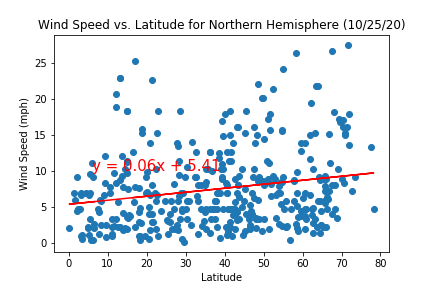 Wind Speed vs. Latitude for Northern Hemisphere (10/25/20)
Wind Speed (mph)
25
20
15
10
5
0
y = 0.06x + 5.41
0 10 20 30 40 50 60 70 80
Latitude